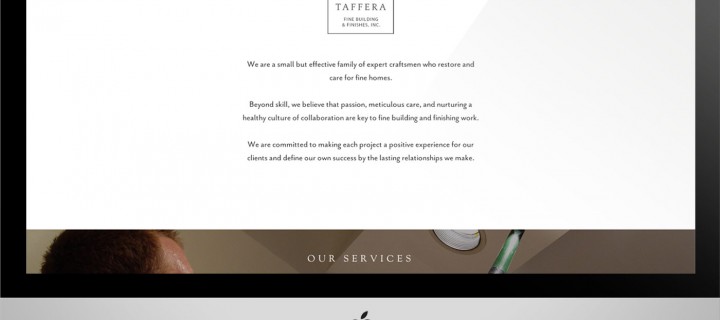 TAFFERA
FINE BUILDING
& FINISHES, INC.
We are a small but effective family of expert craftsmen who restore and
care for fine homes.
Beyond skill, we believe that passion, meticulous care, and nurturing a
healthy culture of collaboration are key to fine building and finishing work.
We are committed to making each project a positive experience for our
clients and define our own success by the lasting relationships we make.
OUR SERVICES